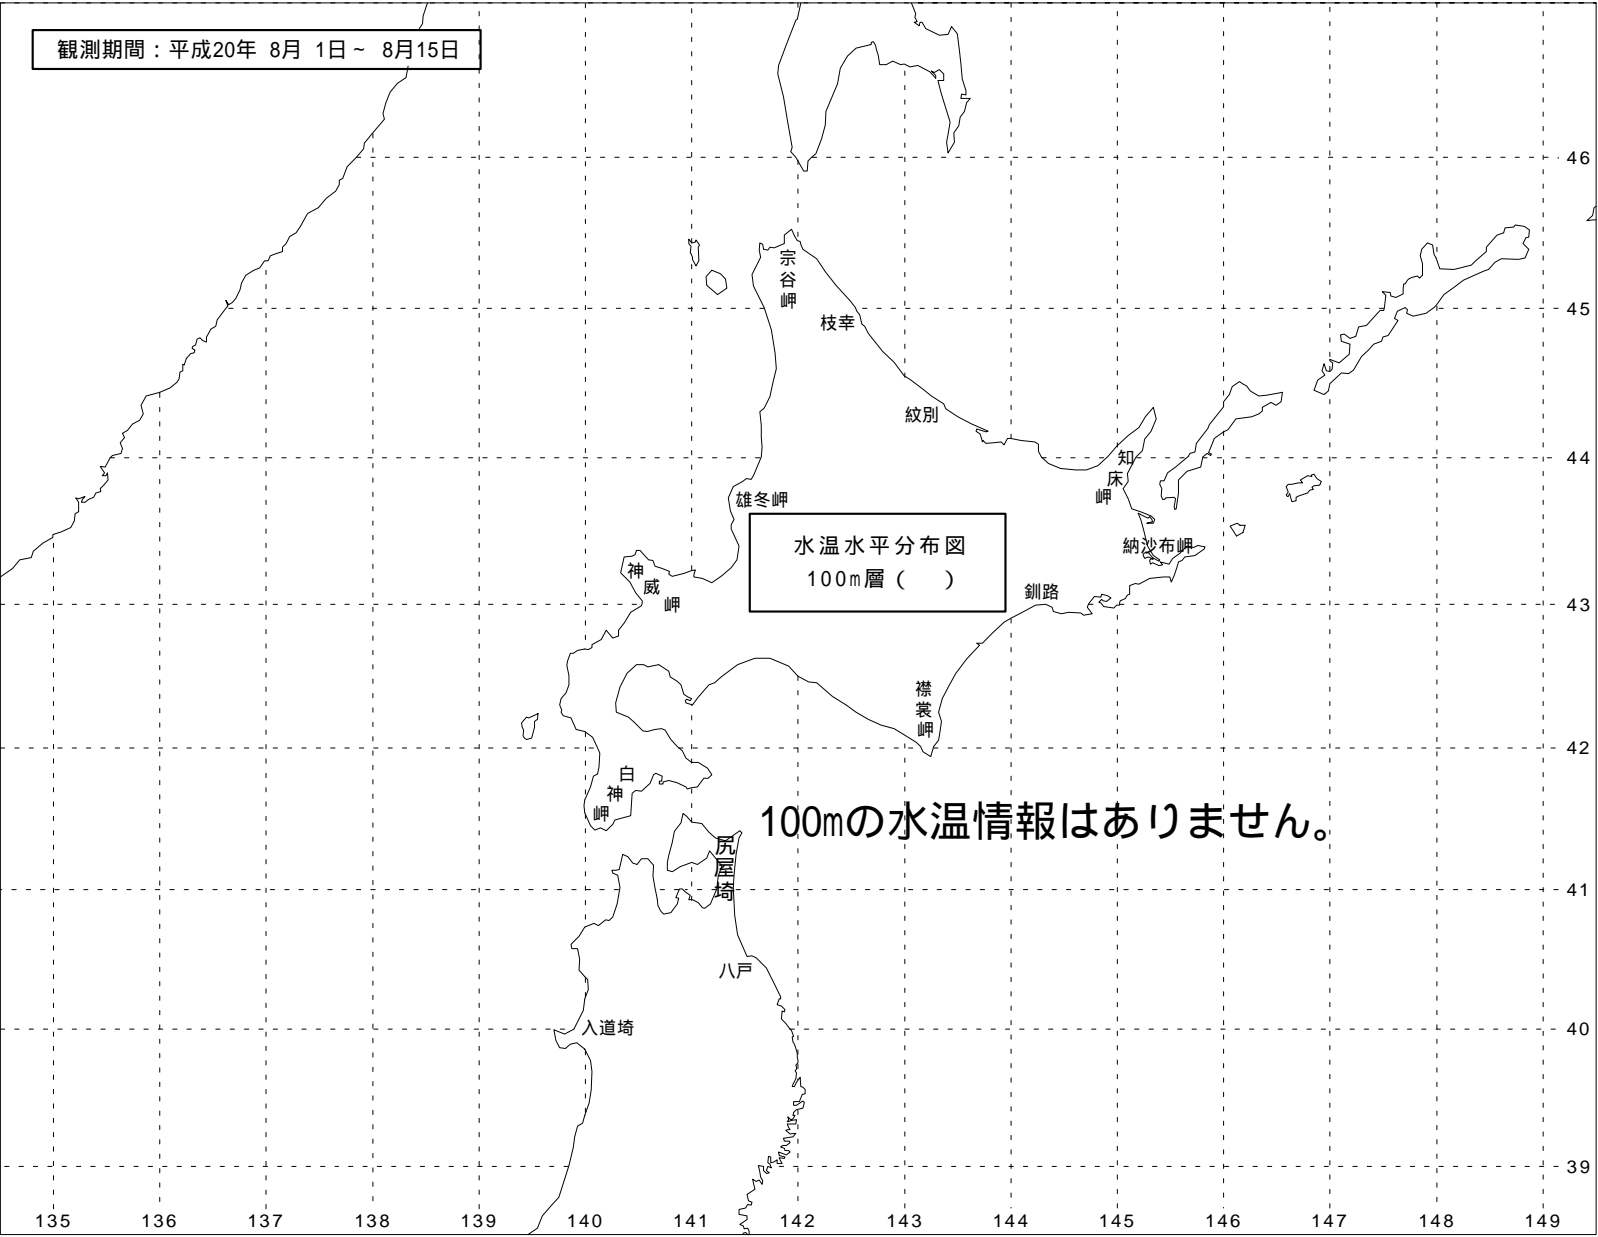 観測期間：平成20年 8月 1日～ 8月15日
46
宗谷岬
45
枝幸
紋別
44
知床岬
雄冬岬
水温水平分布図
100m層（　）
納沙布岬
神威岬
釧路
43
襟裳岬
42
白神岬
100mの水温情報はありません。
尻屋埼
41
八戸
入道埼
40
39
135 136 137 138 139 140 141 142 143 144 145 146 147 148 149